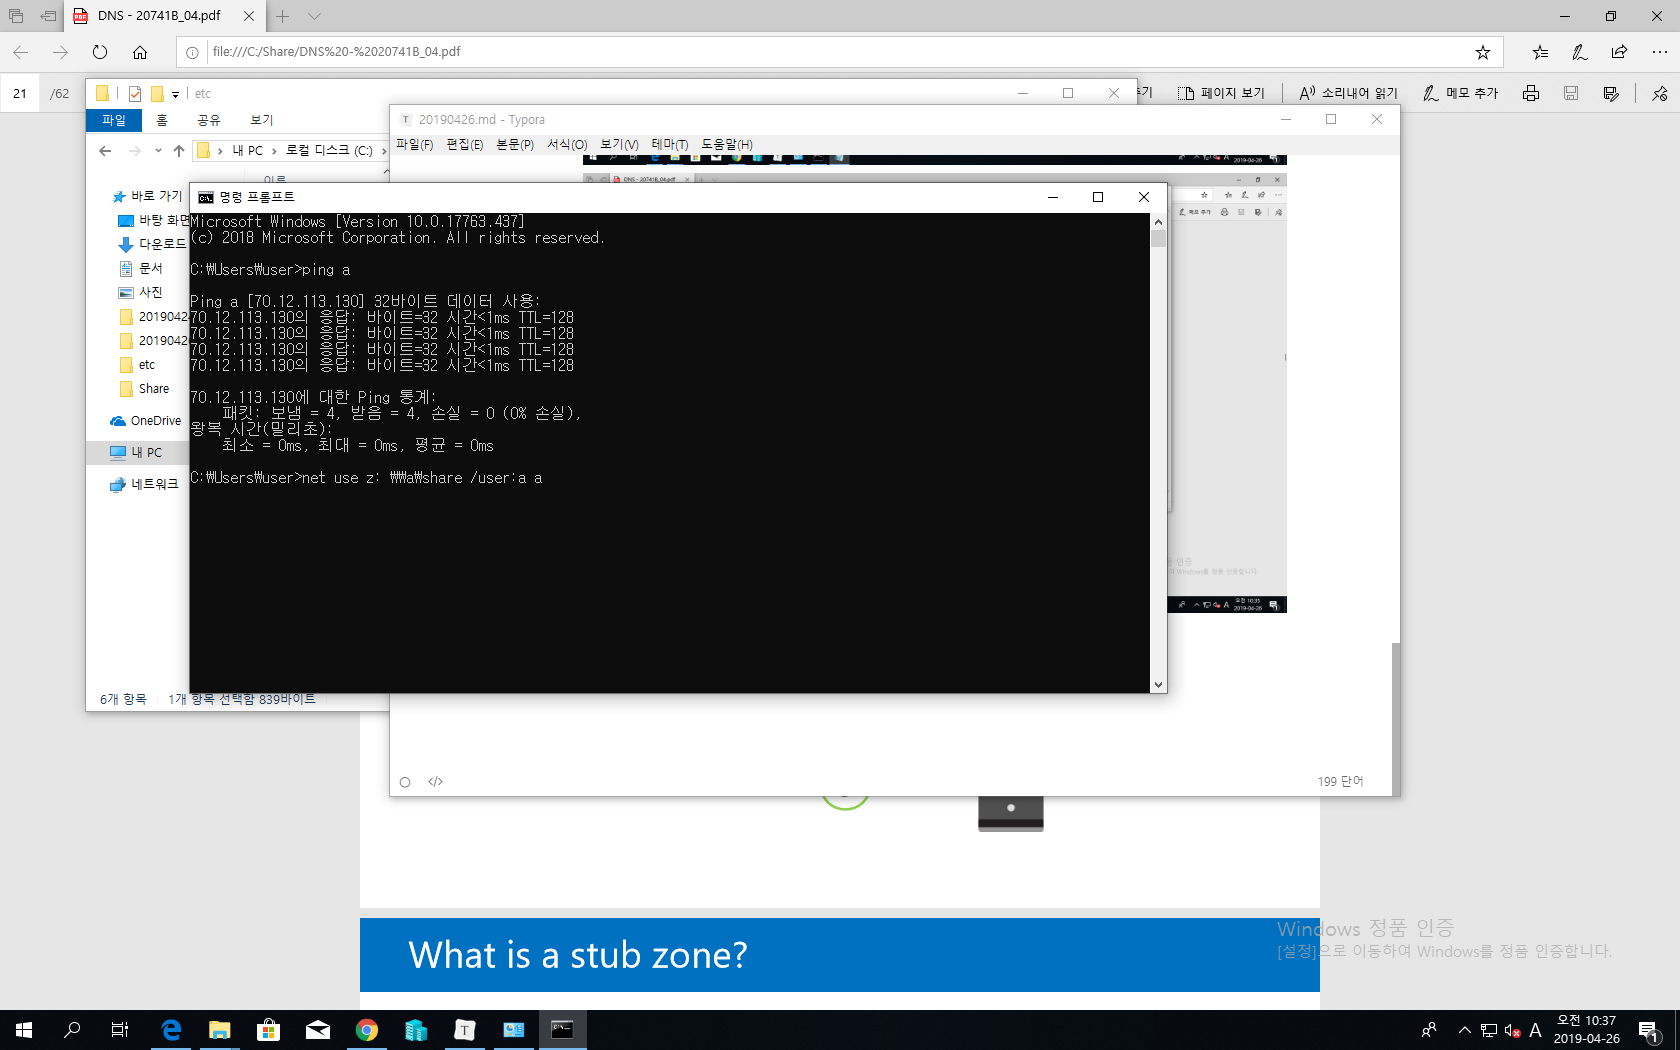 DNS - 20741B_04.pdf
file:///C:/Share/DNS%20-%2020741B_04.pdf
21 /62
페이지 보기
소리내어 읽기
메모 추가
etc
파일 홈 공유 보기
내 PC > 로컬 디스크 (C:) >
바로 가기
바탕 화면
다운로드
문서
사진
etc
Share
OneDrive
내 PC
네트워크
6개 항목 1개 항목 선택함 839바이트
20190426.md - Typora
파일(F) 편집(E) 본문(P) 서식(O) 보기(V) 테마(T) 도움말(H)
199 단어
명령 프롬프트
Microsoft Windows [Version 10.0.17763.437]
(c) 2018 Microsoft Corporation. All rights reserved.
C:₩Users₩user>ping a
Ping a [70.12.113.130] 32바이트 데이터 사용:
70.12.113.130의 응답: 바이트=32 시간<1ms TTL=128
70.12.113.130의 응답: 바이트=32 시간<1ms TTL=128
70.12.113.130의 응답: 바이트=32 시간<1ms TTL=128
70.12.113.130의 응답: 바이트=32 시간<1ms TTL=128
70.12.113.130에 대한 Ping 통계:
패킷: 보냄 = 4, 받음 = 4, 손실 = 0 (0% 손실),
왕복 시간(밀리초):
최소 = 0ms, 최대 = 0ms, 평균 = 0ms
C:₩Users₩user>net use z: ₩₩a₩share /user:a a
오전 10:35
2019-04-26
What is a stub zone?
Windows 정품 인증
[설정]으로 이동하여 Windows를 정품 인증합니다.
A
오전 10:37
2019-04-26
1